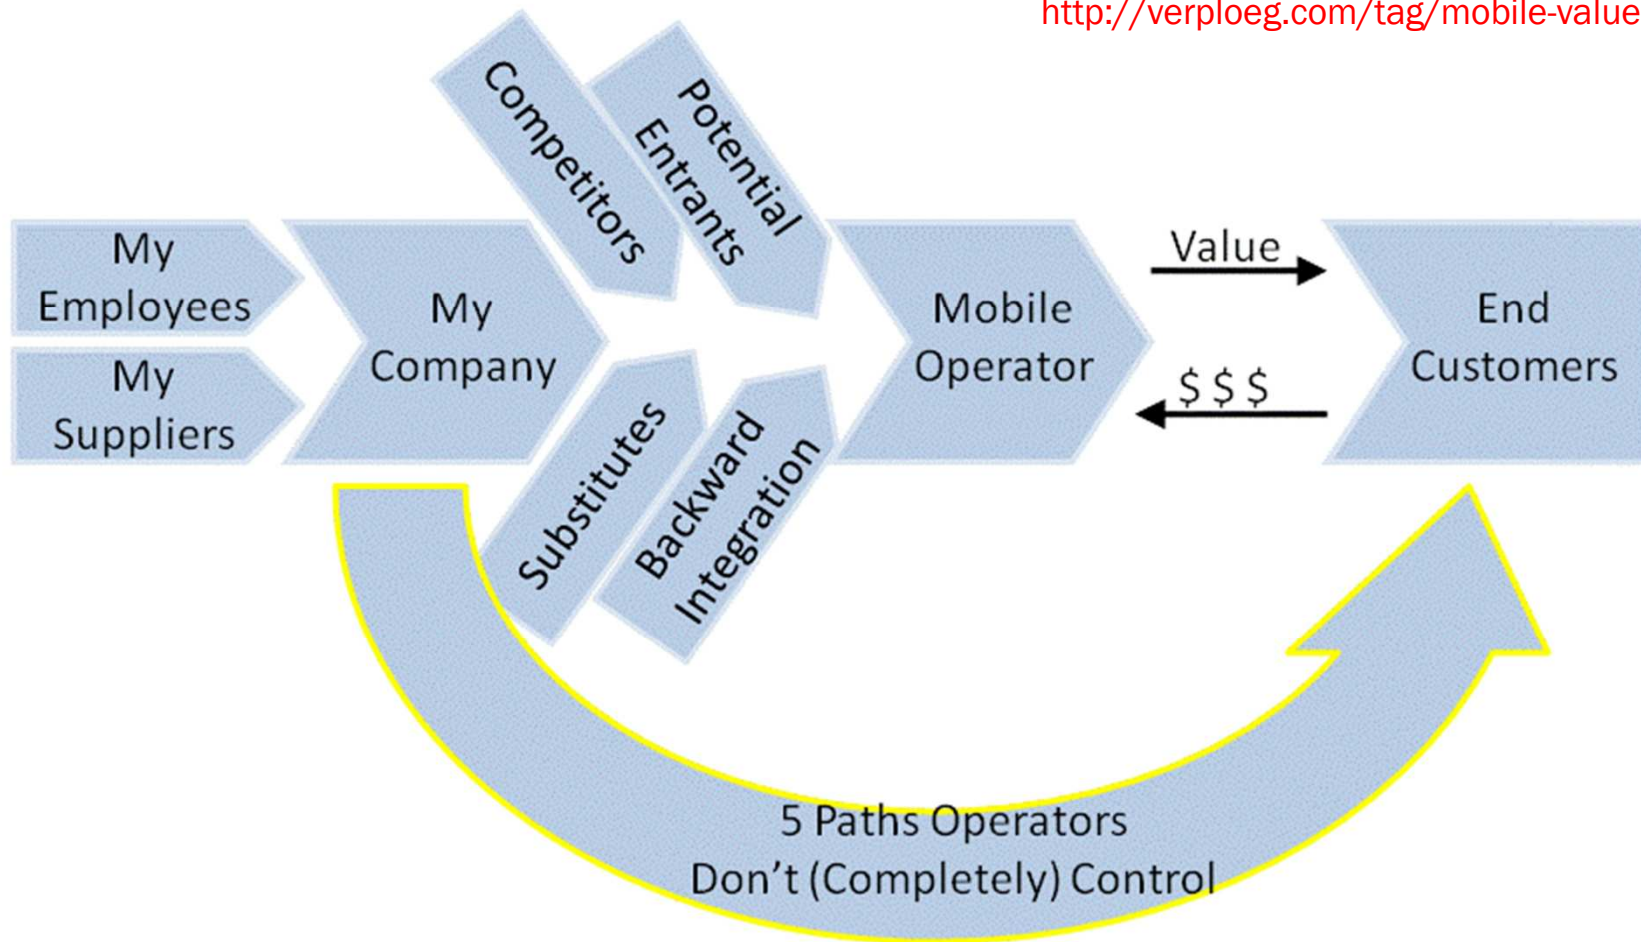 http://verploeg.com/tag/mobile-value
Competitors
Potential
Entrants
My
Employees
My
Suppliers
My
Company
Mobile
Operator
Value
$ $ $
End
Customers
Substitutes
Backward
Integration
5 Paths Operators
Don't (Completely) Control